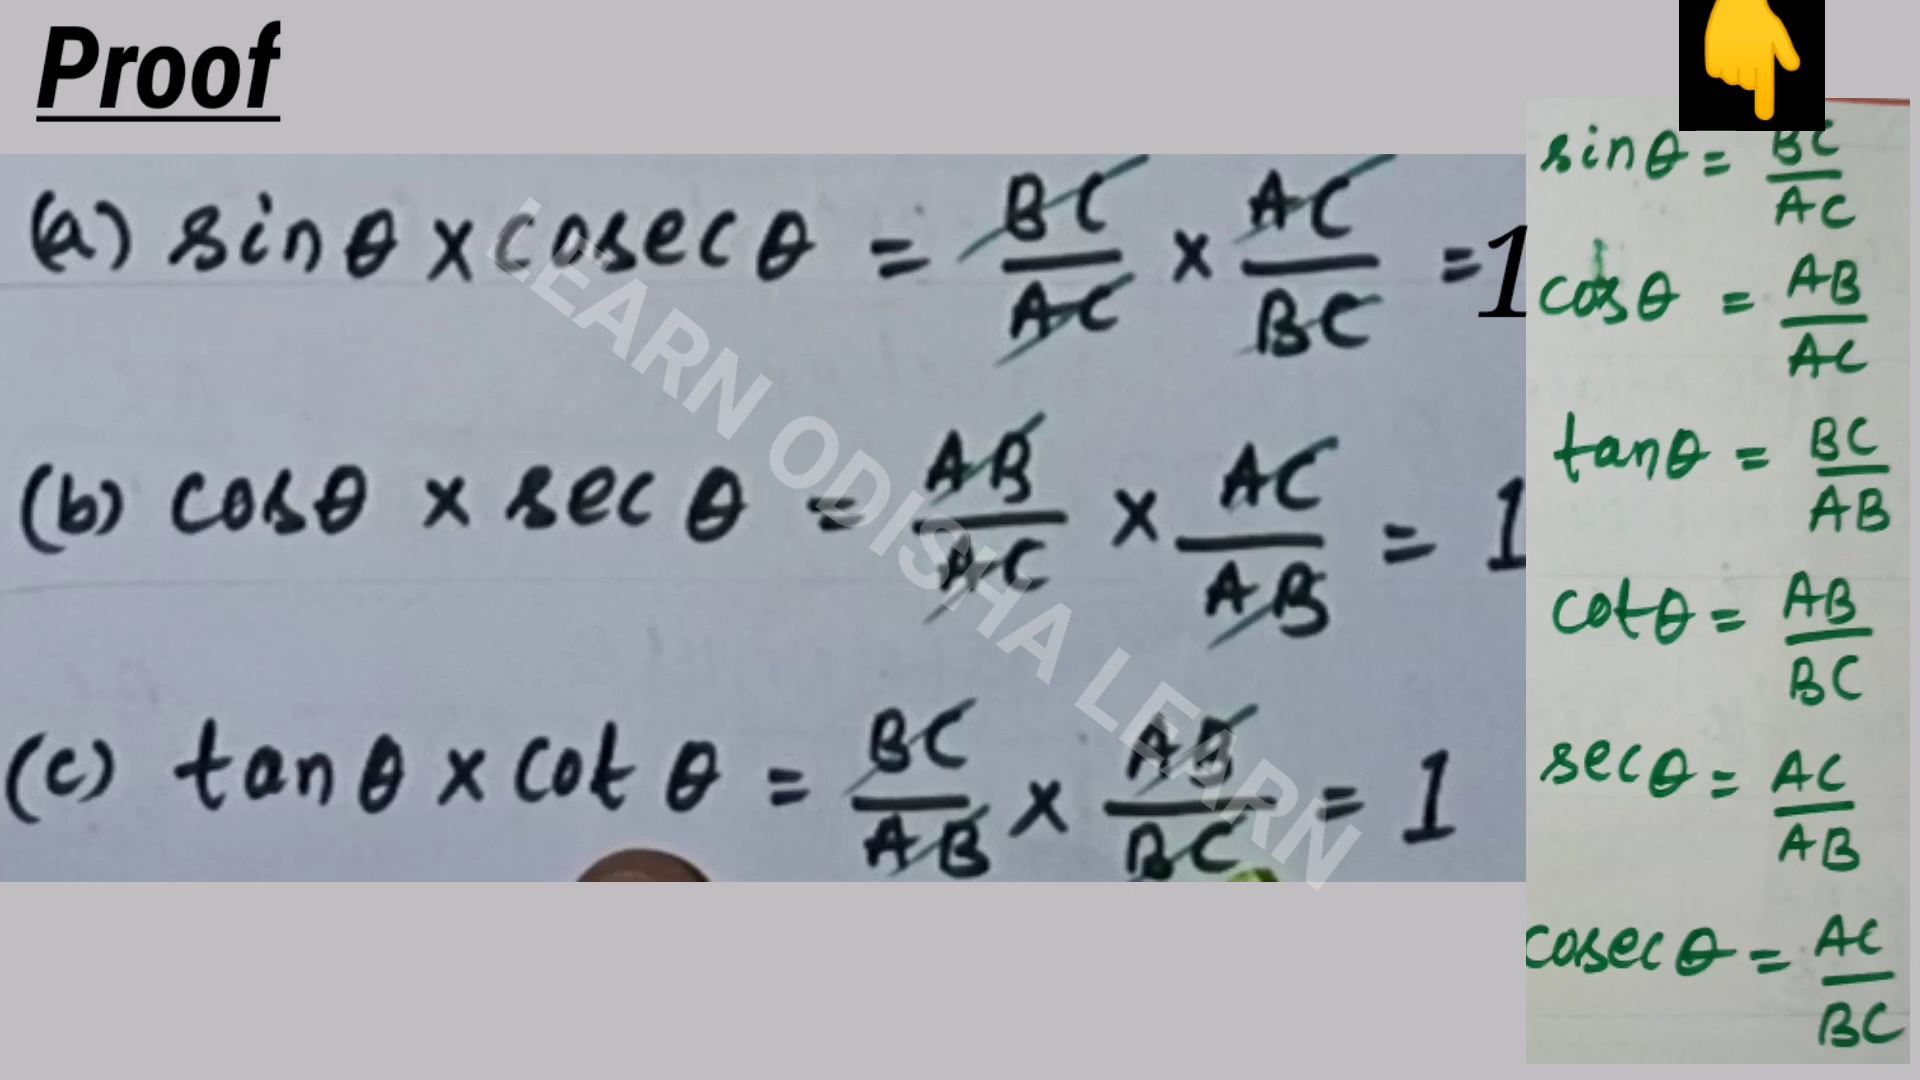 Proof
(a) sinθ × cosecθ = BC/AC × AC/BC = 1
(b) cosθ × secθ = AB/AC × AC/AB = 1
(c) tanθ × cotθ = BC/AB × AB/BC = 1
sinθ = BC/AC
cosθ = AB/AC
tanθ = BC/AB
cotθ = AB/BC
secθ = AC/AB
cosecθ = AC/BC
LEARN ODISHA LEARN